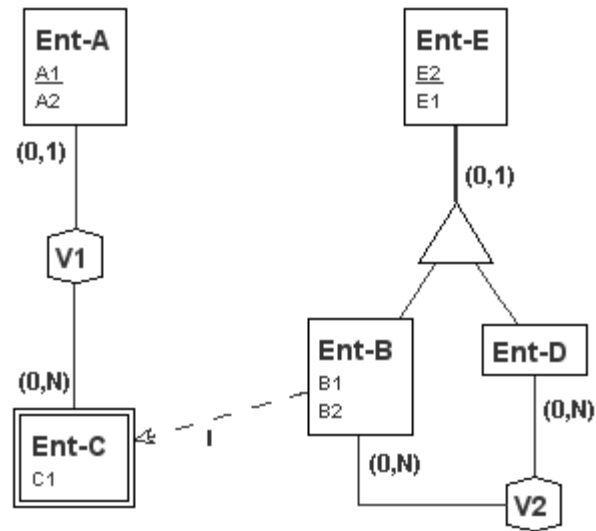 Ent-A
A1
A2
(0,1)
V1
(0,N)
Ent-C
C1
Ent-E
E2
E1
(0,1)
Ent-B
B1
B2
Ent-D
(0,N)
(0,N)
V2
I